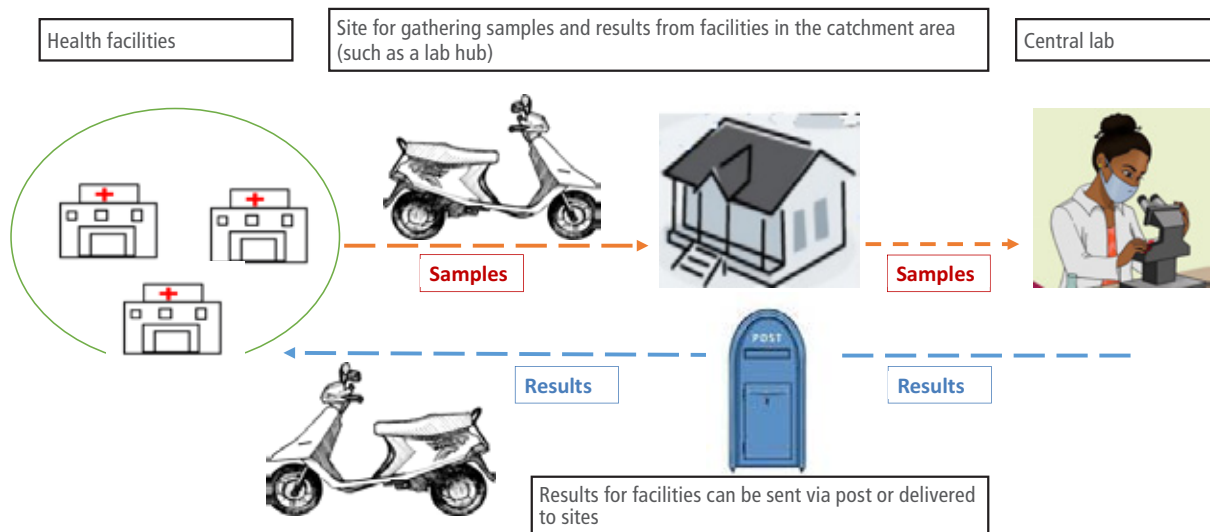 Health facilities
Site for gathering samples and results from facilities in the catchment area
(such as a lab hub)
Central lab
Samples
Samples
POST
Results
Results
Results for facilities can be sent via post or delivered
to sites